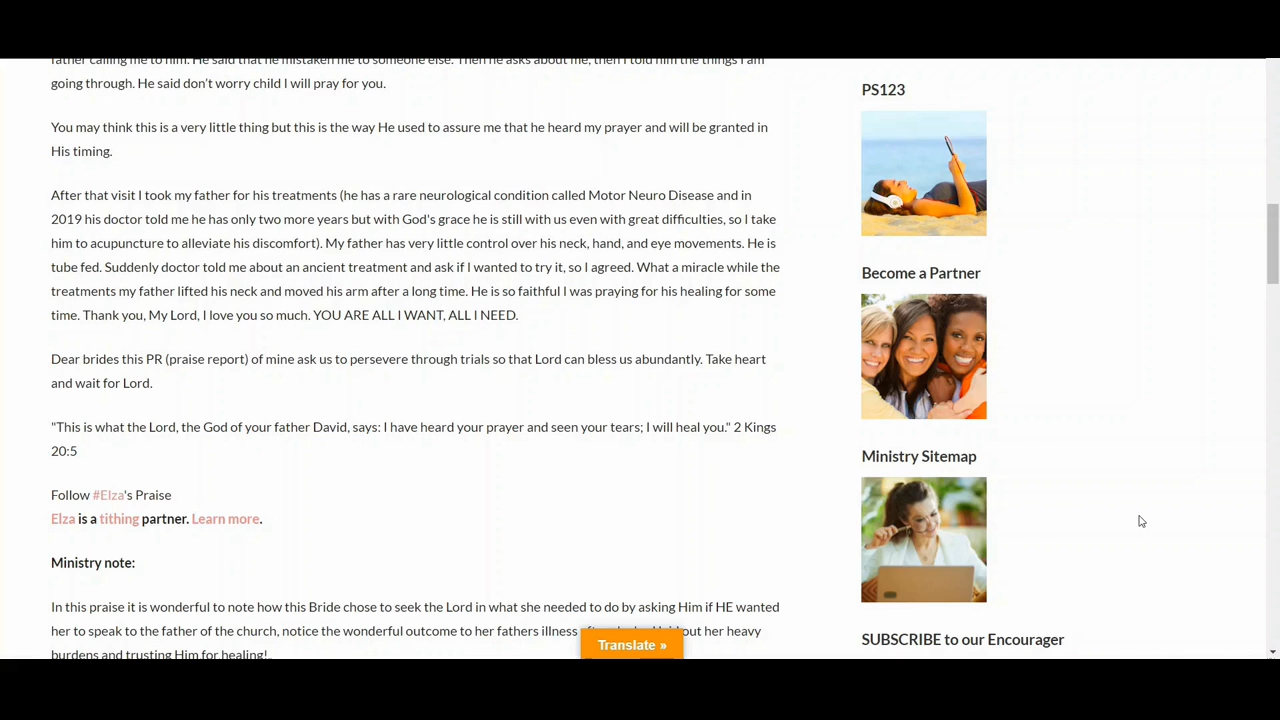 father calling me to him. He said that he mistaken me to someone else. Then he asks about me, then I told him the things I am
going through. He said don't worry child I will pray for you.
You may think this is a very little thing but this is the way He used to assure me that he heard my prayer and will be granted in
His timing.
After that visit I took my father for his treatments (he has a rare neurological condition called Motor Neuro Disease and in
2019 his doctor told me he has only two more years but with God's grace he is still with us even with great difficulties, so I take
him to acupuncture to alleviate his discomfort). My father has very little control over his neck, hand, and eye movements. He is
tube fed. Suddenly doctor told me about an ancient treatment and ask if I wanted to try it, so I agreed. What a miracle while the
treatments my father lifted his neck and moved his arm after a long time. He is so faithful I was praying for his healing for some
time. Thank you, My Lord, I love you so much. YOU ARE ALL I WANT, ALL I NEED.
Dear brides this PR (praise report) of mine ask us to persevere through trials so that Lord can bless us abundantly. Take heart
and wait for Lord.
"This is what the Lord, the God of your father David, says: I have heard your prayer and seen your tears; I will heal you." 2 Kings
20:5
Follow #Elza's Praise
Elza is a tithing partner. Learn more.
Ministry note:
In this praise it is wonderful to note how this Bride chose to seek the Lord in what she needed to do by asking Him if HE wanted
her to speak to the father of the church, notice the wonderful outcome to her fathers illness out her heavy
burdens and trusting Him for healing!
Translate »
PS123
Become a Partner
Ministry Sitemap
SUBSCRIBE to our Encourager